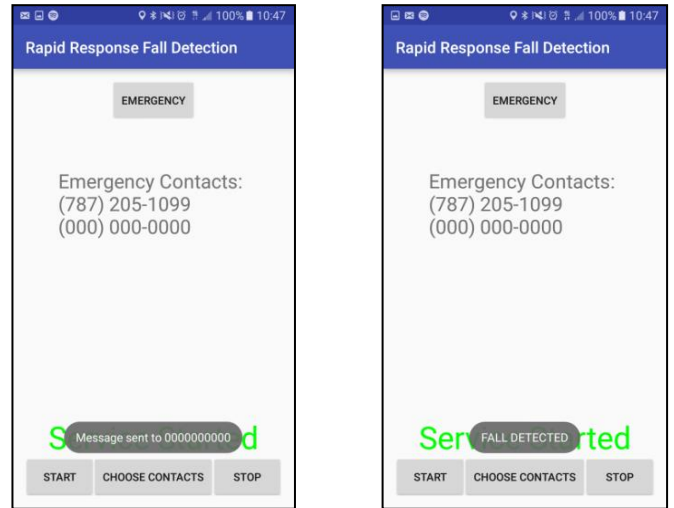 100% 10:47
Rapid Response Fall Detection
EMERGENCY
Emergency Contacts:
(787) 205-1099
(000) 000-0000
Message sent to 0000000000
START CHOOSE CONTACTS STOP
100% 10:47
Rapid Response Fall Detection
EMERGENCY
Emergency Contacts:
(787) 205-1099
(000) 000-0000
FALL DETECTED
START CHOOSE CONTACTS STOP